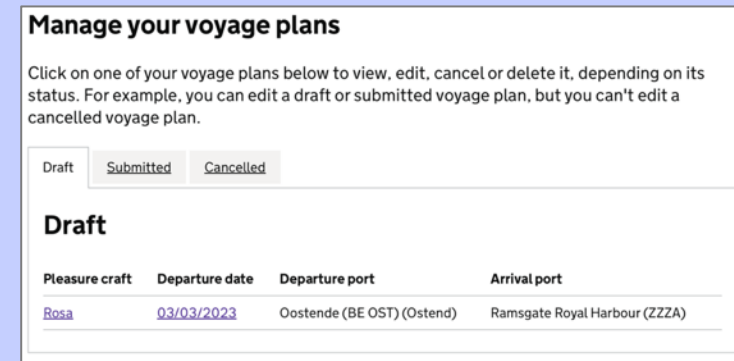 Manage your voyage plans
Click on one of your voyage plans below to view, edit, cancel or delete it, depending on its
status. For example, you can edit a draft or submitted voyage plan, but you can't edit a
cancelled voyage plan.
Draft Submitted Cancelled
Draft
Pleasure craft Departure date Departure port Arrival port
Rosa 03/03/2023 Oostende (BE OST) (Ostend) Ramsgate Royal Harbour (ZZZA)